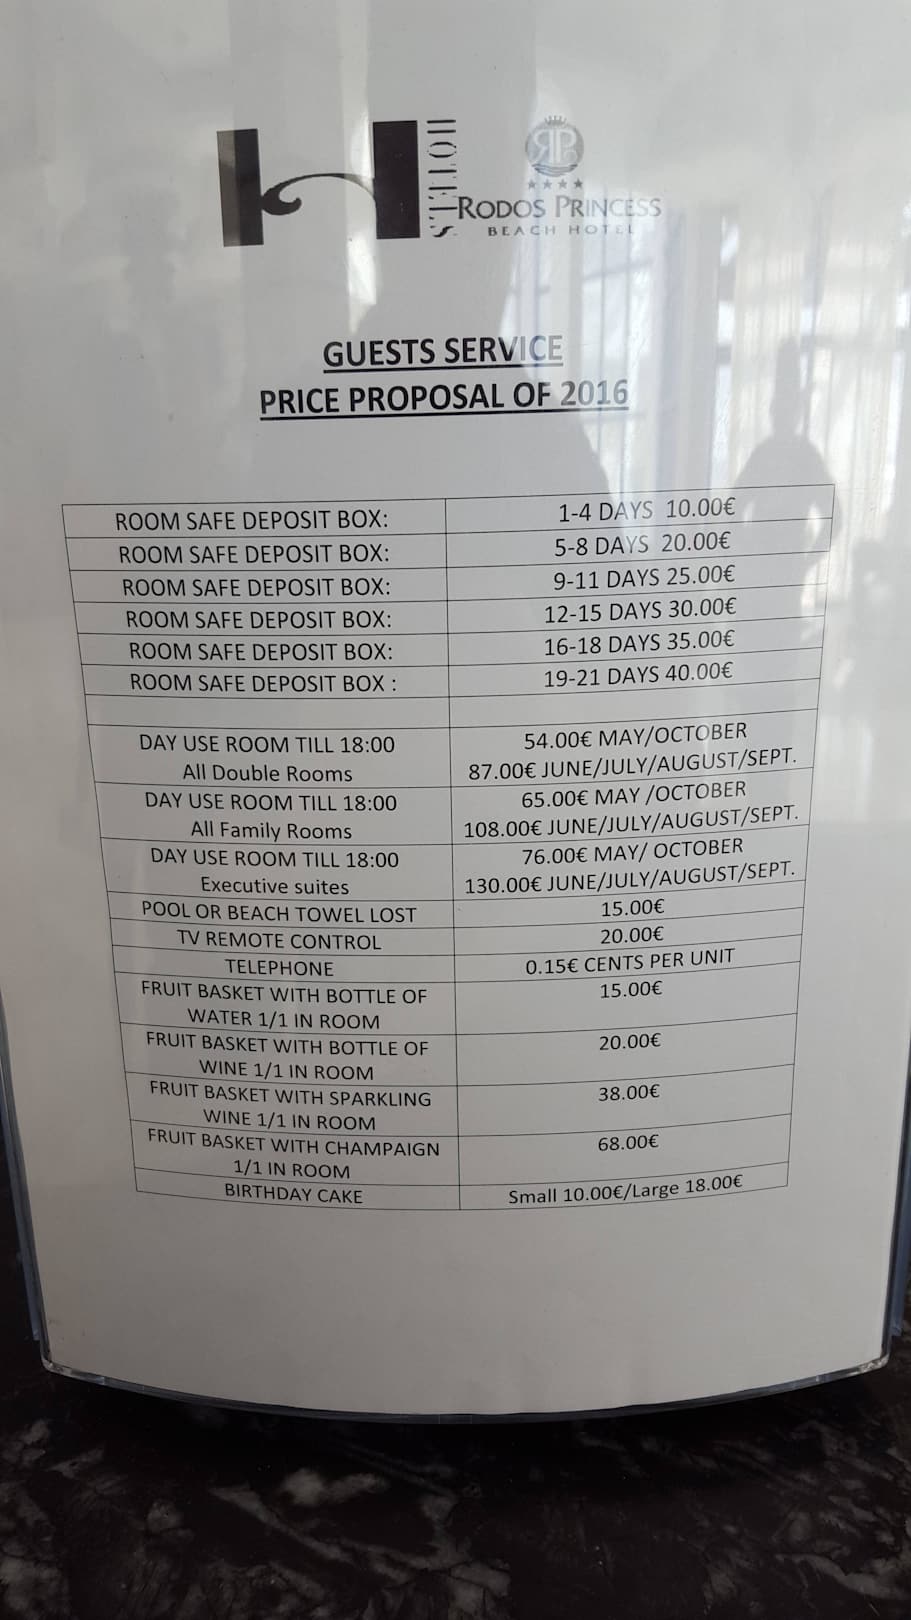 HOTELS
RP
RODOS PRINCESS
BEACH HOTEL
GUESTS SERVICE
PRICE PROPOSAL OF 2016
ROOM SAFE DEPOSIT BOX: 1-4 DAYS 10.00€
ROOM SAFE DEPOSIT BOX: 5-8 DAYS 20.00€
ROOM SAFE DEPOSIT BOX: 9-11 DAYS 25.00€
ROOM SAFE DEPOSIT BOX: 12-15 DAYS 30.00€
ROOM SAFE DEPOSIT BOX: 16-18 DAYS 35.00€
ROOM SAFE DEPOSIT BOX : 19-21 DAYS 40.00€
DAY USE ROOM TILL 18:00 54.00€ MAY/OCTOBER
All Double Rooms 87.00€ JUNE/JULY/AUGUST/SEPT.
DAY USE ROOM TILL 18:00 65.00€ MAY /OCTOBER
All Family Rooms 108.00€ JUNE/JULY/AUGUST/SEPT.
DAY USE ROOM TILL 18:00 76.00€ MAY/ OCTOBER
Executive suites 130.00€ JUNE/JULY/AUGUST/SEPT.
POOL OR BEACH TOWEL LOST 15.00€
TV REMOTE CONTROL 20.00€
TELEPHONE 0.15€ CENTS PER UNIT
FRUIT BASKET WITH BOTTLE OF 15.00€
WATER 1/1 IN ROOM
FRUIT BASKET WITH BOTTLE OF 20.00€
WINE 1/1 IN ROOM
FRUIT BASKET WITH SPARKLING 38.00€
WINE 1/1 IN ROOM
FRUIT BASKET WITH CHAMPAIGN 68.00€
1/1 IN ROOM
BIRTHDAY CAKE Small 10.00€/Large 18.00€